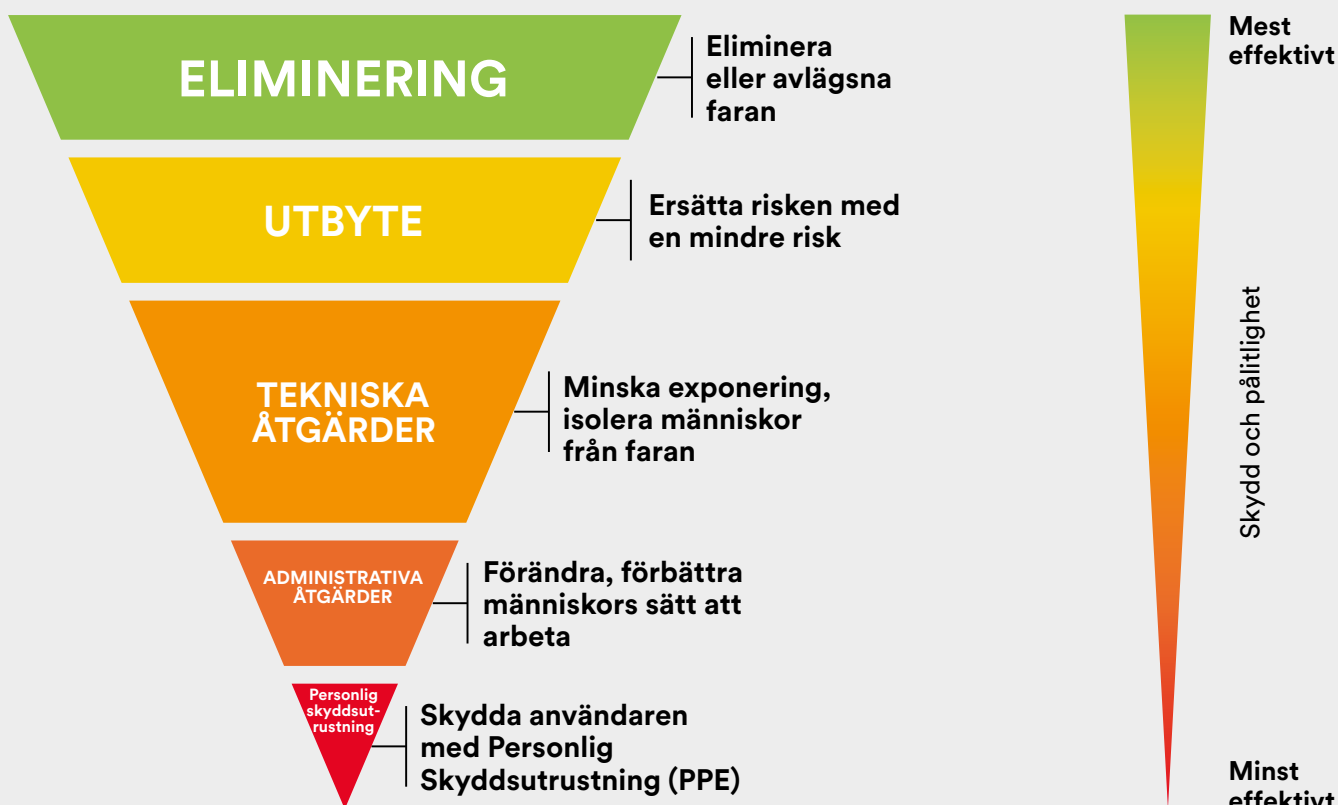 ELIMINERING
Eliminera
eller avlägsna
faran
UTBYTE
Ersätta risken med
en mindre risk
TEKNISKA
ÅTGÄRDER
Minska exponering,
isolera människor
från faran
ADMINISTRATIVA
ÅTGÄRDER
Förändra, förbättra
människors sätt att
arbeta
Personlig
skyddsut-
rustning
Skydda användaren
med Personlig
Skyddsutrustning (PPE)
Mest
effektivt
Skydd och pålitlighet
Minst
effektivt